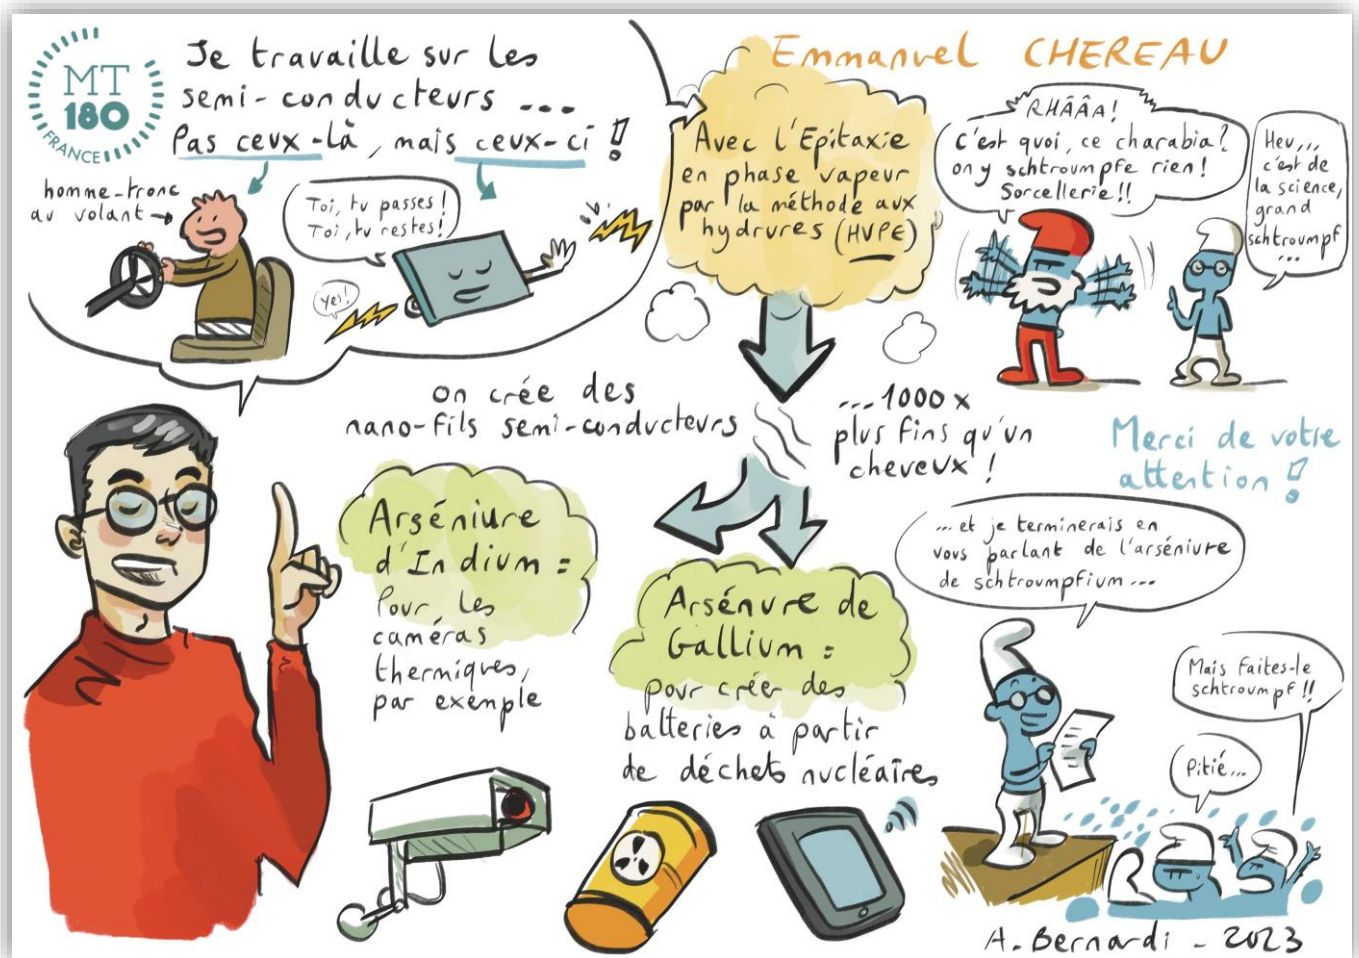 MT
180
FRANCE
Je travaille sur les
semi-conducteurs ...
Pas ceux-là, mais ceux-ci !
homme-tronc
au volant
Toi, tu passes !
Toi, tu restes !
Yes!
Emmanuel CHEREAU
Avec l'Epitaxie
en phase vapeur
par la méthode aux
hydrures (HVPE)
RHÂÂA!
c'est quoi, ce charabia?
on y schtroumpfe rien!
Sorcellerie!!
Heu,,,
c'est de
la science,
grand
schtroumpf
...
on crée des
nano-fils semi-conducteurs
...1000 x
plus fins qu'un
cheveux !
Merci de votre
attention !
Arséniure
d'Indium =
Pour les
caméras
thermiques,
par exemple
Arsénure de
Gallium =
pour créer des
batteries à partir
de déchets nucléaires
... et je terminerais en
vous parlant de l'arséniure
de schtroumpfium ...
Mais faites-le
schtroumpf !!
Pitié...
A. Bernardi - 2023